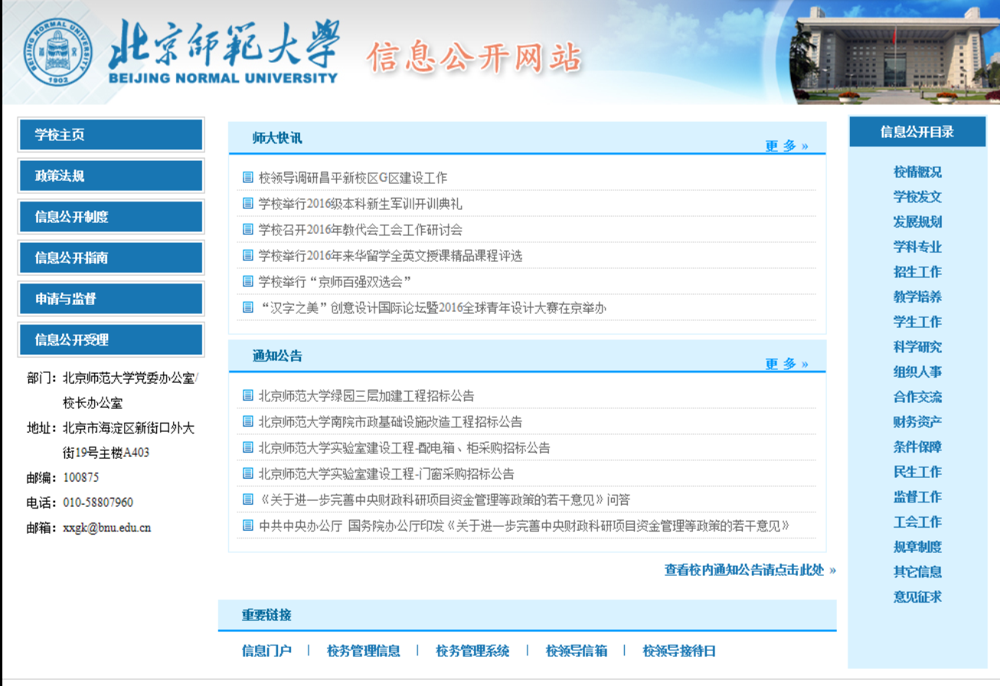 BEIJING NORMAL UNIVERSITY
1902
北京师范大學
BEIJING NORMAL UNIVERSITY
信息公开网站
学校主页
政策法规
信息公开制度
信息公开指南
申请与监督
信息公开受理
部门：北京师范大学党委办公室/
校长办公室
地址：北京市海淀区新街口外大
街19号主楼A403
邮编：100875
电话：010-58807960
邮箱：xxgk@bnu.edu.cn
师大快讯
更 多 »
校领导调研昌平新校区G区建设工作
学校举行2016级本科新生军训开训典礼
学校召开2016年教代会工会工作研讨会
学校举行2016年来华留学全英文授课精品课程评选
学校举行“京师百强双选会”
“汉字之美”创意设计国际论坛暨2016全球青年设计大赛在京举办
通知公告
更 多 »
北京师范大学绿园三层加建工程招标公告
北京师范大学南院市政基础设施改造工程招标公告
北京师范大学实验室建设工程-配电箱、柜采购招标公告
北京师范大学实验室建设工程-门窗采购招标公告
《关于进一步完善中央财政科研项目资金管理等政策的若干意见》问答
中共中央办公厅 国务院办公厅印发《关于进一步完善中央财政科研项目资金管理等政策的若干意见》
查看校内通知公告请点击此处 »
重要链接
信息门户 | 校务管理信息 | 校务管理系统 | 校领导信箱 | 校领导接待日
信息公开目录
校情概况
学校发文
发展规划
学科专业
招生工作
教学培养
学生工作
科学研究
组织人事
合作交流
财务资产
条件保障
民生工作
监督工作
工会工作
规章制度
其它信息
意见征求